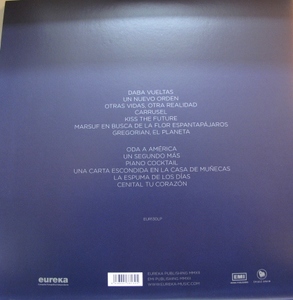 DABA VUELTAS
UN NUEVO ORDEN
OTRAS VIDAS, OTRA REALIDAD
CARRUSEL
KISS THE FUTURE
MARSUF EN BUSCA DE LA FLOR ESPANTAPÁJAROS
GREGORIAN, EL PLANETA
ODA A AMÉRICA
UN SEGUNDO MÁS
PIANO COCKTAIL
UNA CARTA ESCONDIDA EN LA CASA DE MUÑECAS
LA ESPUMA DE LOS DÍAS
CENITAL, TU CORAZÓN
eureka
EMI